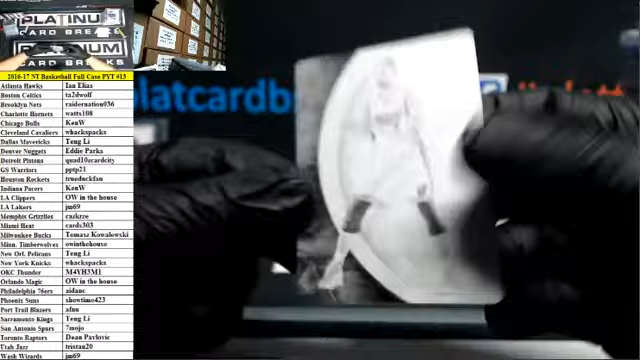 PLATINUM
CARD BREAKS
PLATINUM
CARD BREAKS
platcardb
2016-17 NT Basketball Full Case PYT #13
Atlanta Hawks Ian Elias
Boston Celtics ta2dwolf
Brooklyn Nets raidernation036
Charlotte Hornets watts108
Chicago Bulls KenW
Cleveland Cavaliers whackspacks
Dallas Mavericks Teng Li
Denver Nuggets Eddie Parks
Detroit Pistons quad10zcardcity
GS Warriors pptp21
Houston Rockets trueduckfan
Indiana Pacers KenW
LA Clippers OW in the house
LA Lakers jm69
Memphis Grizzlies
Miami Heat cards303
Milwaukee Bucks Tomasz Kowalewski
Minn. Timberwolves owinthehouse
New Orl. Pelicans Teng Li
New York Knicks whackspacks
OKC Thunder M4YH3M1
Orlando Magic OW in the house
Philadelphia 76ers aidanc
Phoenix Suns showtime423
Port Trail Blazers afnu
Sacramento Kings Teng Li
San Antonio Spurs 7mojo
Toronto Raptors Dean Pavlovic
Utah Jazz tristan20
Wash Wizards jm69